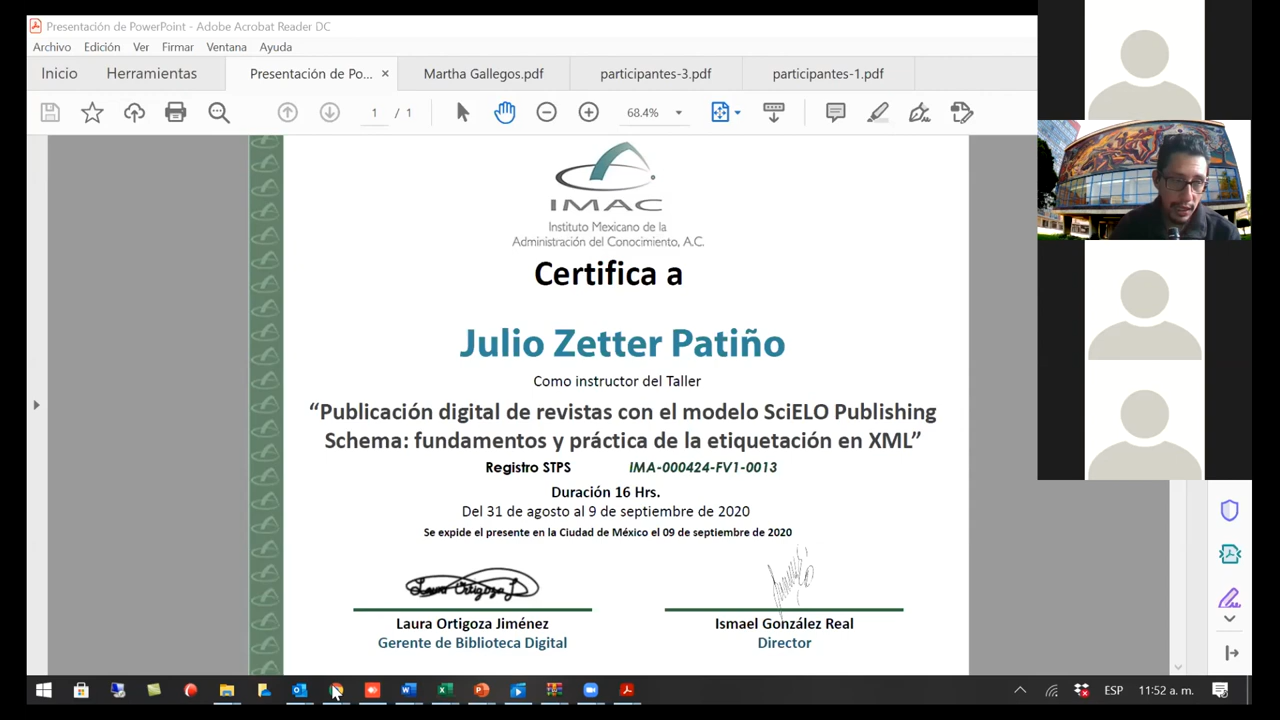 Presentación de PowerPoint - Adobe Acrobat Reader DC
Archivo Edición Ver Firmar Ventana Ayuda
Inicio Herramientas Presentación de Po... × Martha Gallegos.pdf participantes-3.pdf participantes-1.pdf
1 / 1 68.4%
IMAC
Instituto Mexicano de la
Administración del Conocimiento, A.C.
Certifica a
Julio Zetter Patiño
Como instructor del Taller
“Publicación digital de revistas con el modelo SciELO Publishing
Schema: fundamentos y práctica de la etiquetación en XML”
Registro STPS IMA-000424-FV1-0013
Duración 16 Hrs.
Del 31 de agosto al 9 de septiembre de 2020
Se expide el presente en la Ciudad de México el 09 de septiembre de 2020
Laura Ortigoza J
Laura Ortigoza Jiménez Ismael González Real
Gerente de Biblioteca Digital Director
ESP 11:52 a. m.